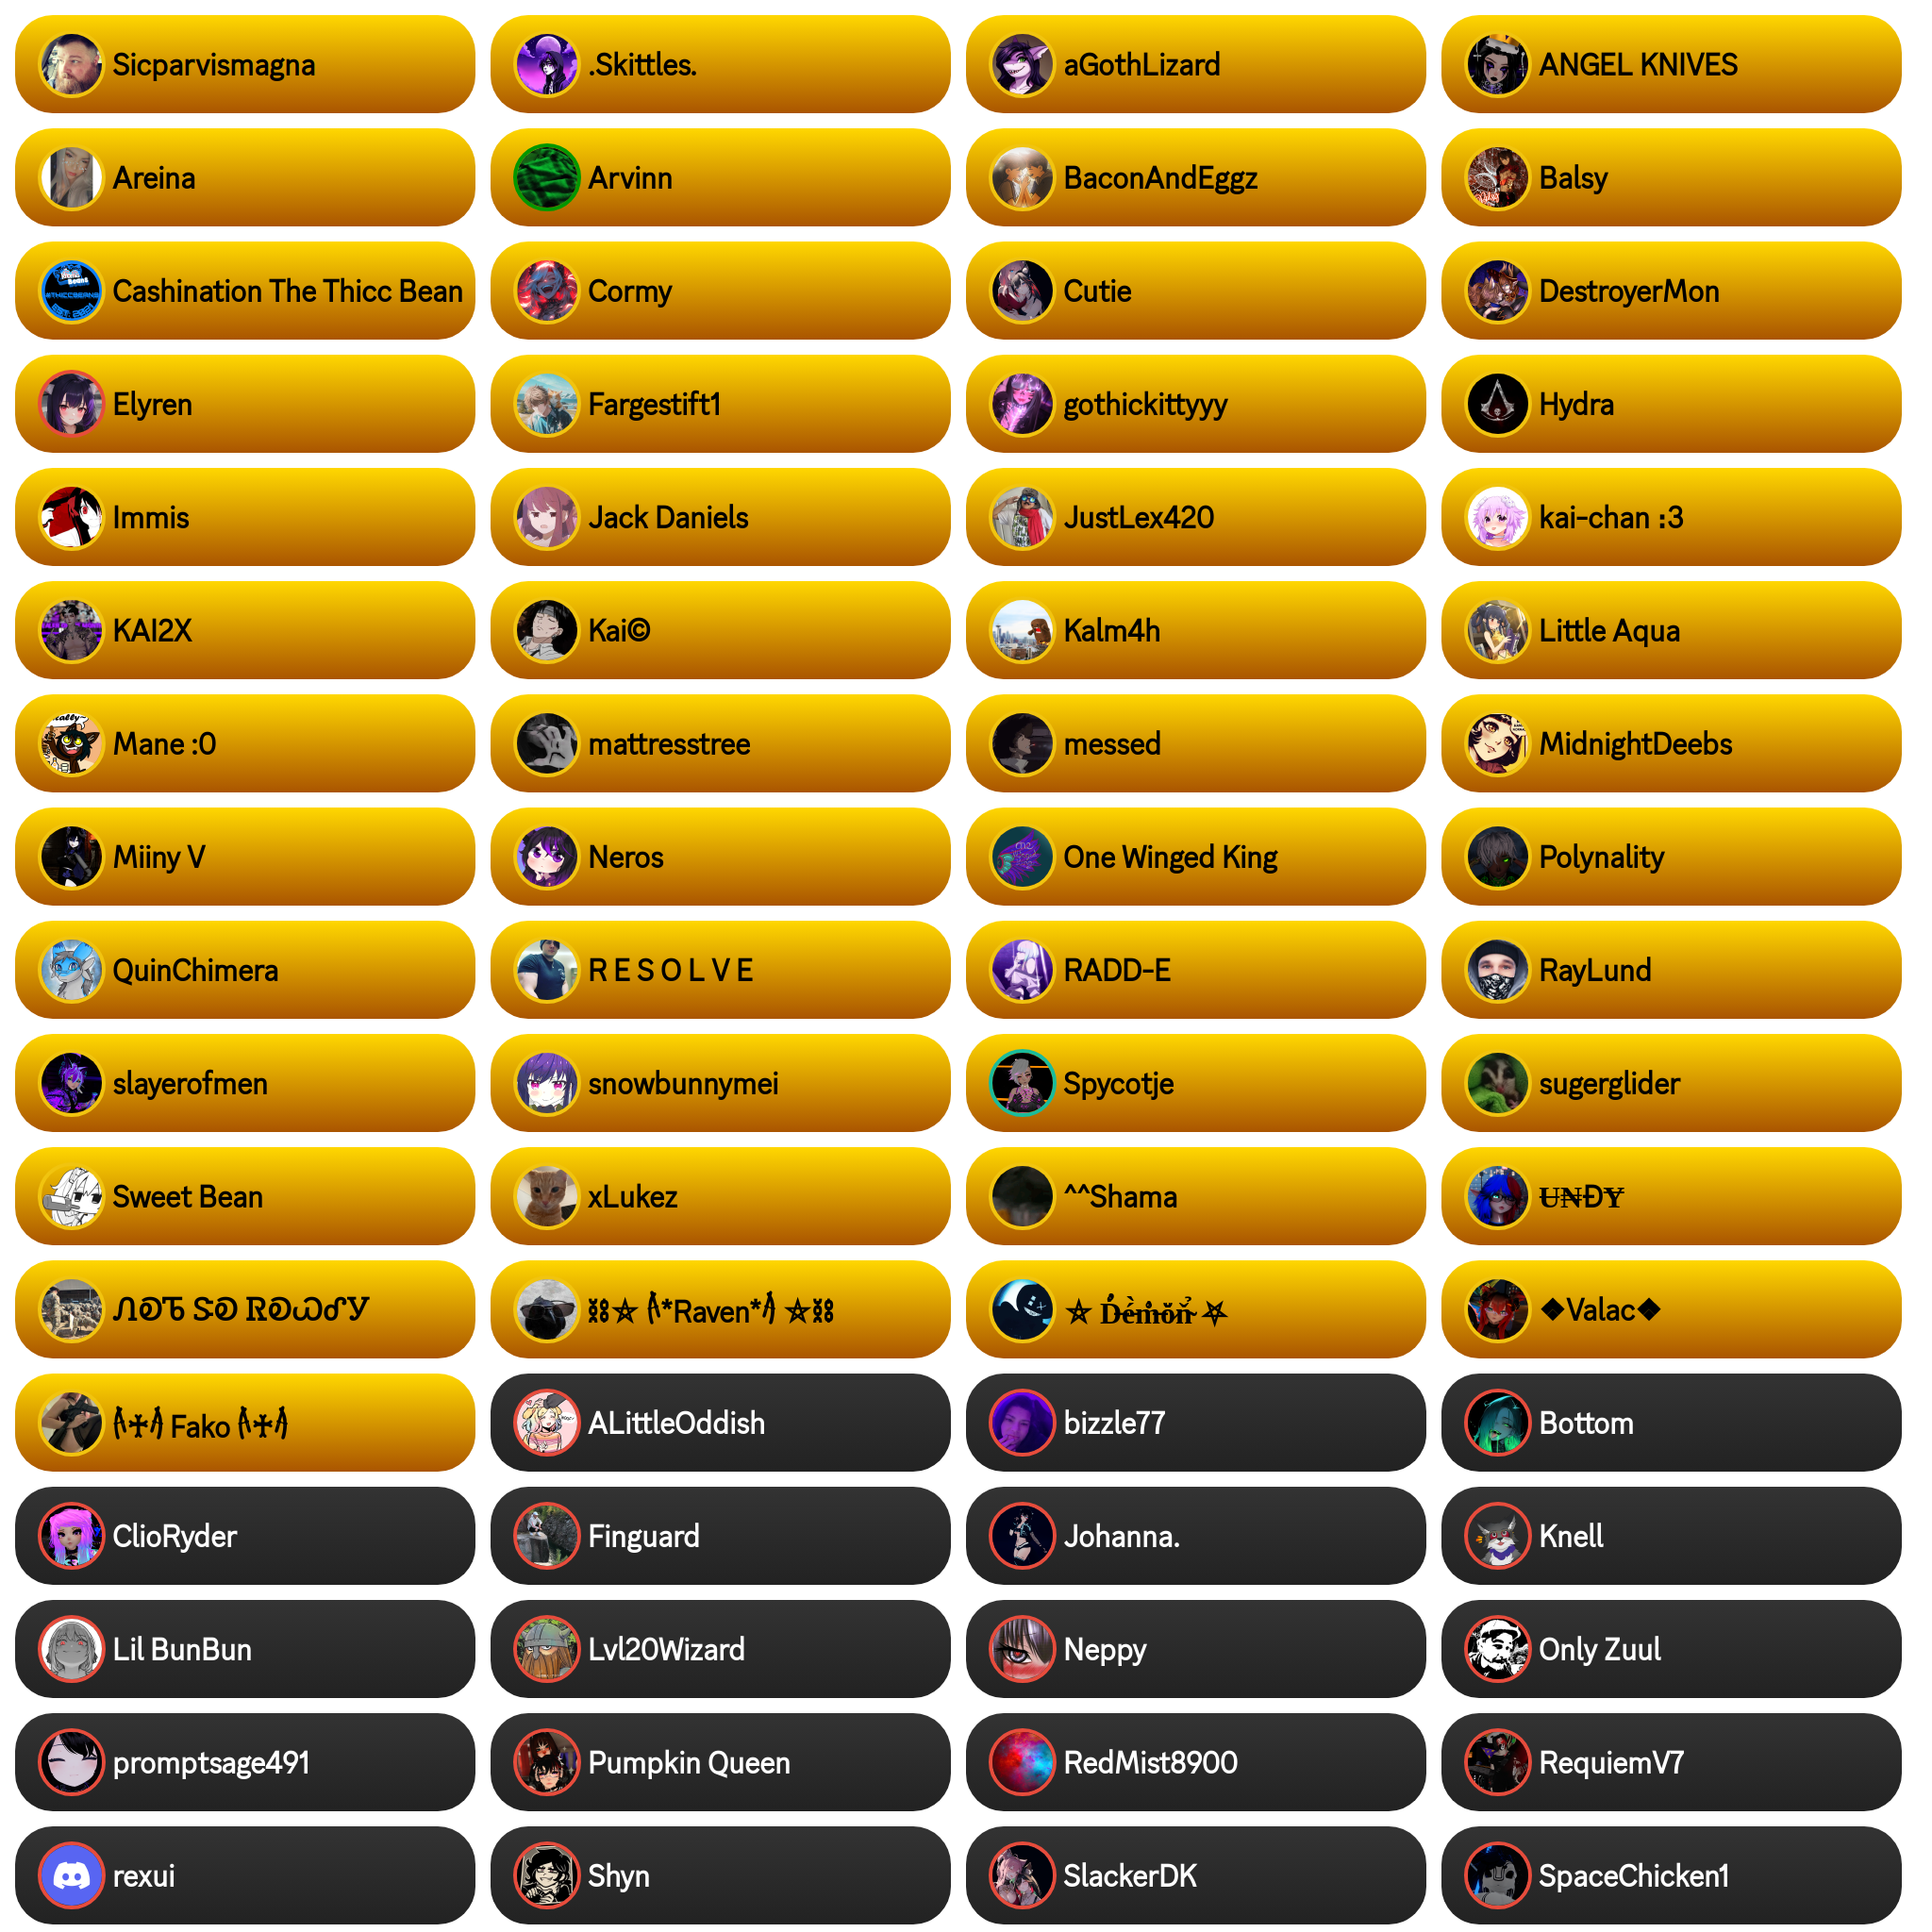 Sicparvismagna
.Skittles.
aGothLizard
ANGEL KNIVES
Areina
Arvinn
BaconAndEggz
Balsy
Cashination The Thicc Bean
Cormy
Cutie
DestroyerMon
Elyren
Fargestift1
gothickittyyy
Hydra
Immis
Jack Daniels
JustLex420
kai-chan :3
KAI2X
Kai©
Kalm4h
Little Aqua
Mane :0
mattresstree
messed
MidnightDeebs
Miiny V
Neros
One Winged King
Polynality
QuinChimera
R E S O L V E
RADD-E
RayLund
slayerofmen
snowbunnymei
Spycotje
sugerglider
Sweet Bean
xLukez
^^Shama
U̶N̶D̶Y̶
ᏁᎧᏖ ᏕᎧ ᏒᎧᏇᎴᎩ
⛓⛤ 𓆩*Raven*𓆪 ⛤⛓
⛤ D̴e̴m̴o̴n̴ ⛧
◆Valac◆
Fako
ALittleOddish
bizzle77
Bottom
ClioRyder
Finguard
Johanna.
Knell
Lil BunBun
Lvl20Wizard
Neppy
Only Zuul
promptsage491
Pumpkin Queen
RedMist8900
RequiemV7
rexui
Shyn
SlackerDK
SpaceChicken1